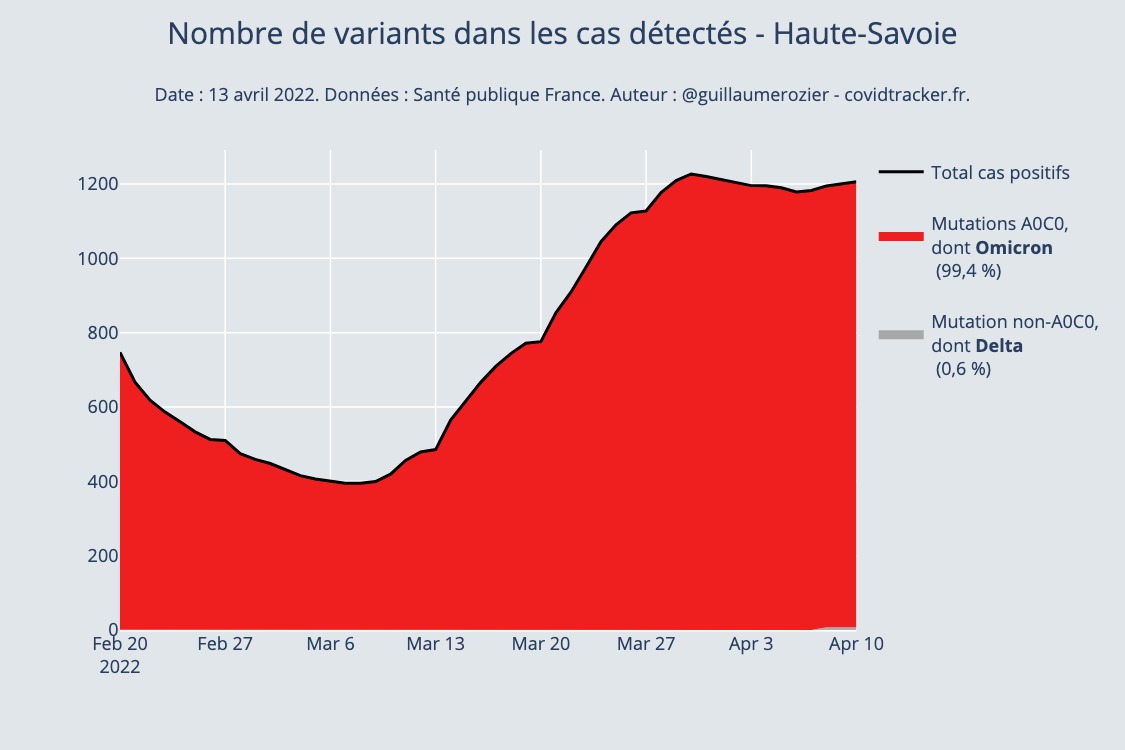 Nombre de variants dans les cas détectés - Haute-Savoie
Date : 13 avril 2022. Données : Santé publique France. Auteur : @guillaumerozier - covidtracker.fr.
1200
1000
800
600
400
200
0
Feb 20
2022
Feb 27
Mar 6
Mar 13
Mar 20
Mar 27
Apr 3
Apr 10
Total cas positifs
Mutations A0C0,
dont Omicron
(99,4 %)
Mutation non-A0C0,
dont Delta
(0,6 %)